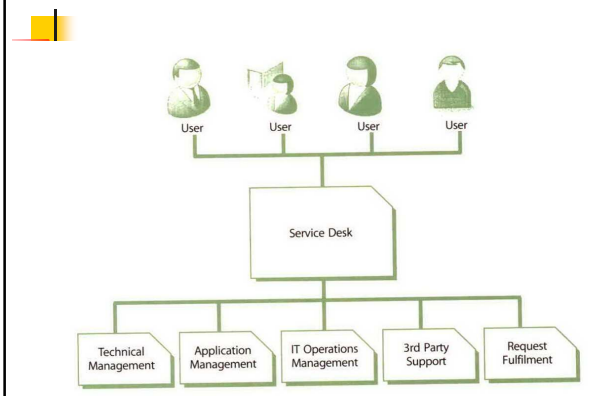 User
User
User
User
Service Desk
Technical
Management
Application
Management
IT Operations
Management
3rd Party
Support
Request
Fulfilment